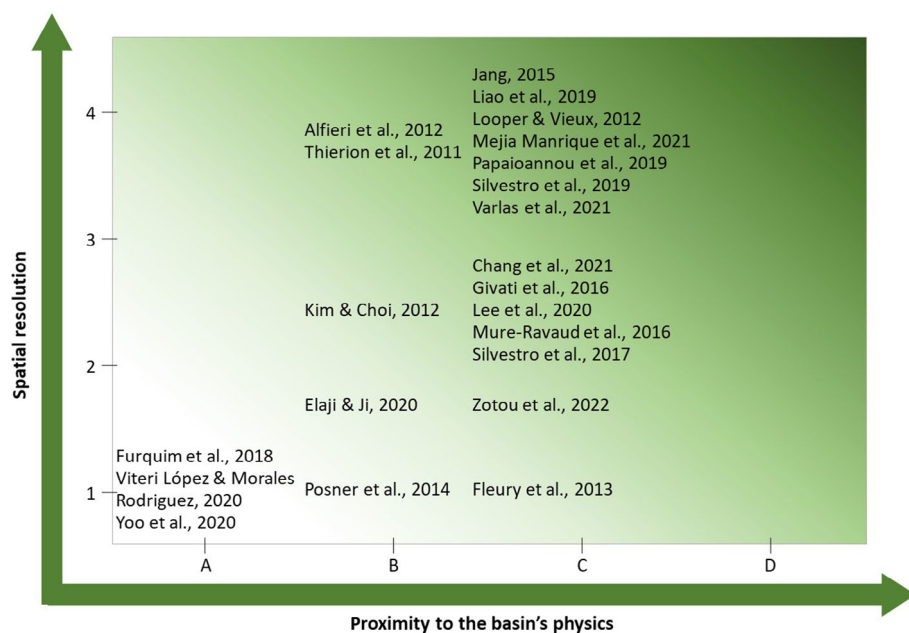 Spatial resolution
4
3
2
1
Jang, 2015
Liao et al., 2019
Looper & Vieux, 2012
Mejia Manrique et al., 2021
Papaioannou et al., 2019
Silvestro et al., 2019
Varlas et al., 2021
Alfieri et al., 2012
Thierion et al., 2011
Chang et al., 2021
Givati et al., 2016
Lee et al., 2020
Mure-Ravaud et al., 2016
Silvestro et al., 2017
Kim & Choi, 2012
Elaji & Ji, 2020
Zotou et al., 2022
Furquim et al., 2018
Viteri López & Morales
Rodriguez, 2020
Yoo et al., 2020
Posner et al., 2014
Fleury et al., 2013
A
B
C
D
Proximity to the basin's physics